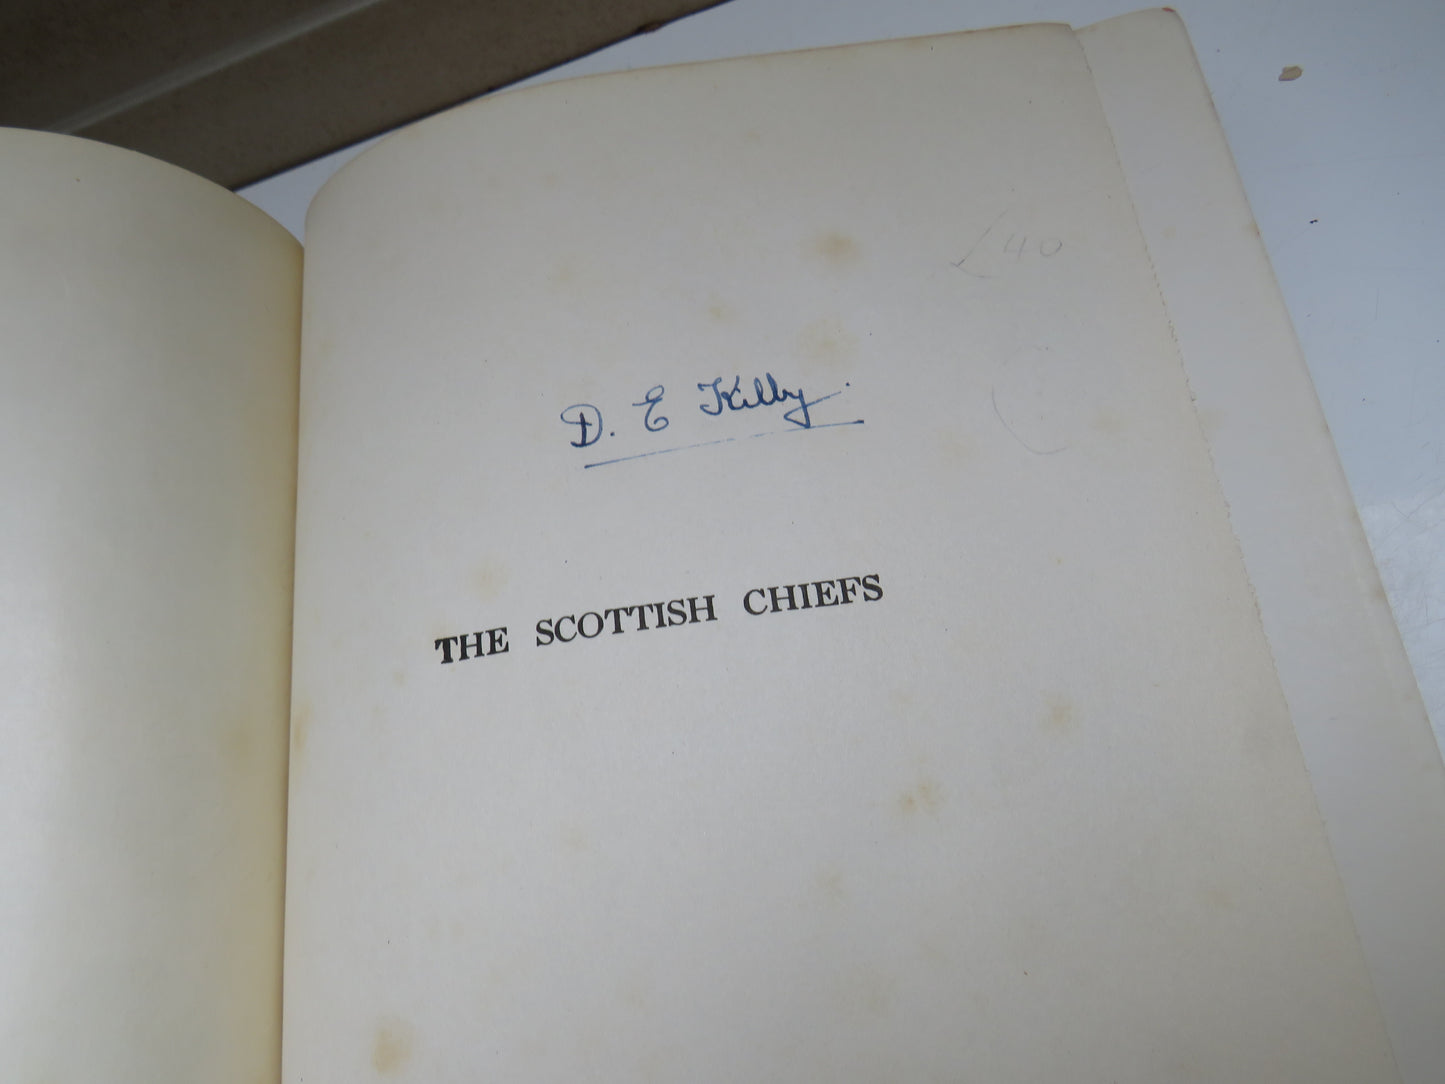 £40
D. E Kilby.
THE SCOTTISH CHIEFS